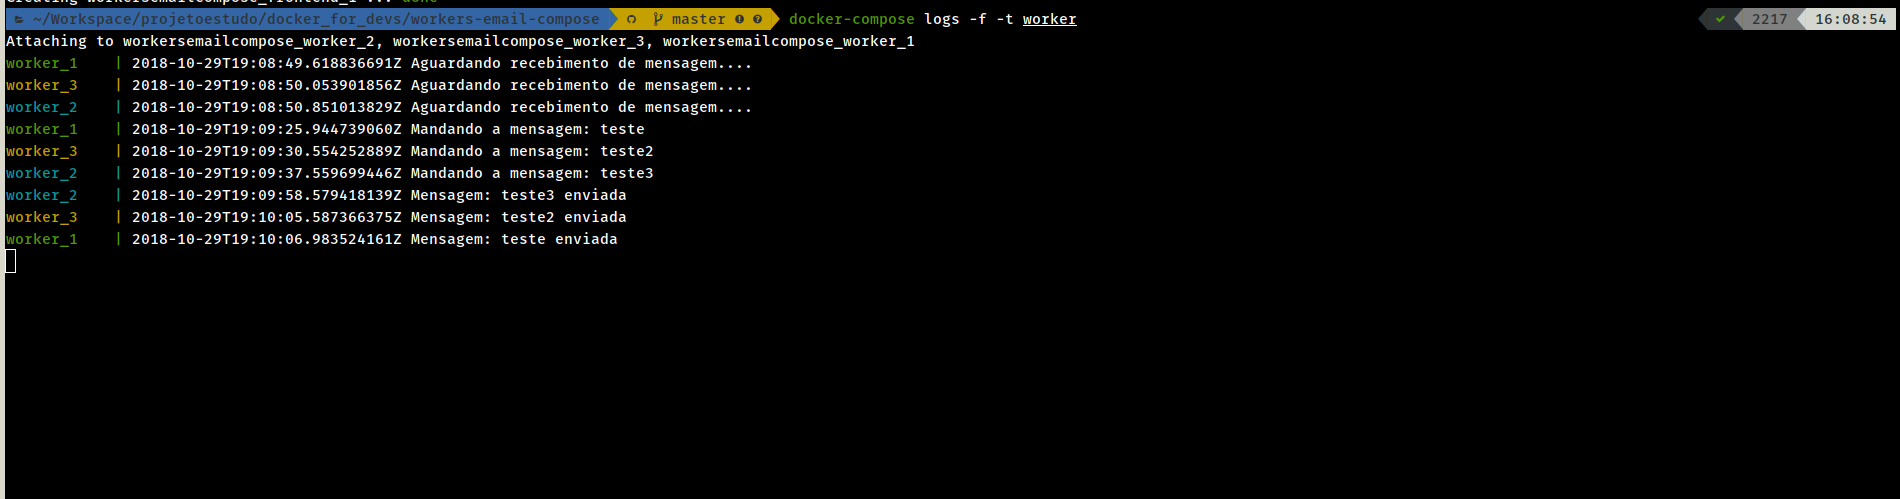 Creating workersemailcompose_frontend_1 ... done
~/Workspace/projetoestudo/docker_for_devs/workers-email-compose master docker-compose logs -f -t worker 2217 16:08:54
Attaching to workersemailcompose_worker_2, workersemailcompose_worker_3, workersemailcompose_worker_1
worker_1 | 2018-10-29T19:08:49.618836691Z Aguardando recebimento de mensagem....
worker_3 | 2018-10-29T19:08:50.053901856Z Aguardando recebimento de mensagem....
worker_2 | 2018-10-29T19:08:50.851013829Z Aguardando recebimento de mensagem....
worker_1 | 2018-10-29T19:09:25.944739060Z Mandando a mensagem: teste
worker_3 | 2018-10-29T19:09:30.554252889Z Mandando a mensagem: teste2
worker_2 | 2018-10-29T19:09:37.559699446Z Mandando a mensagem: teste3
worker_2 | 2018-10-29T19:09:58.579418139Z Mensagem: teste3 enviada
worker_3 | 2018-10-29T19:10:05.587366375Z Mensagem: teste2 enviada
worker_1 | 2018-10-29T19:10:06.983524161Z Mensagem: teste enviada